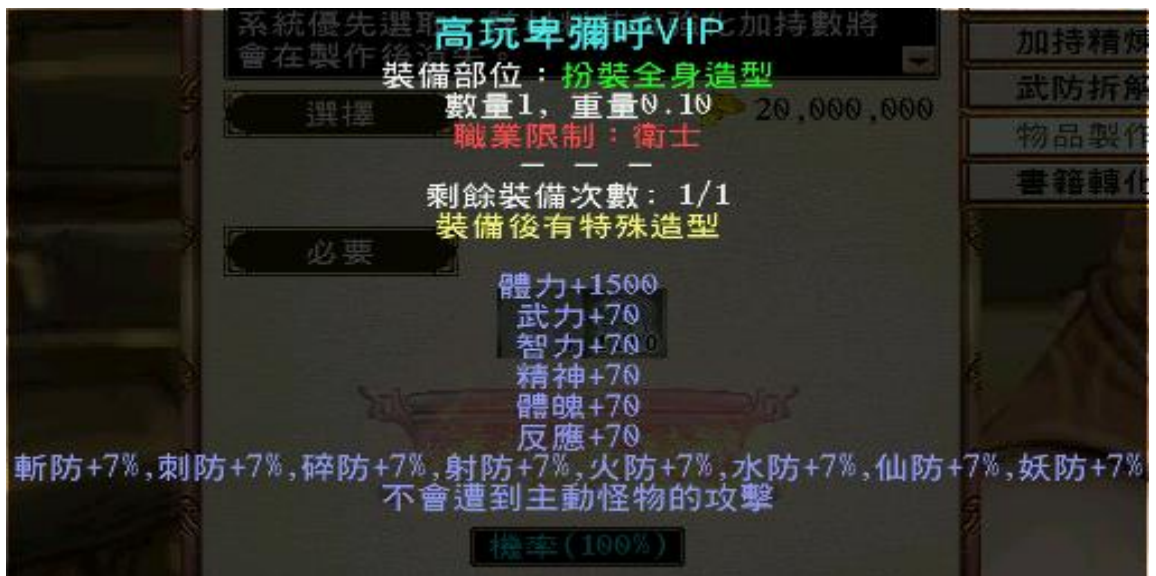 系統優先選取
加持數將
會在製作
高玩卑彌呼VIP
裝備部位：扮裝全身造型
數量1, 重量0.10
職業限制：衛士
— — —
剩餘裝備次數: 1/1
裝備後有特殊造型
選擇
20,000,000
必要
體力+1500
武力+70
智力+70
精神+70
體魄+70
反應+70
斬防+7%,刺防+7%,碎防+7%,射防+7%,火防+7%,水防+7%,仙防+7%,妖防+7%
不會遭到主動怪物的攻擊
機率(100%)
加持精煉
武防拆解
物品製作
書籍轉化